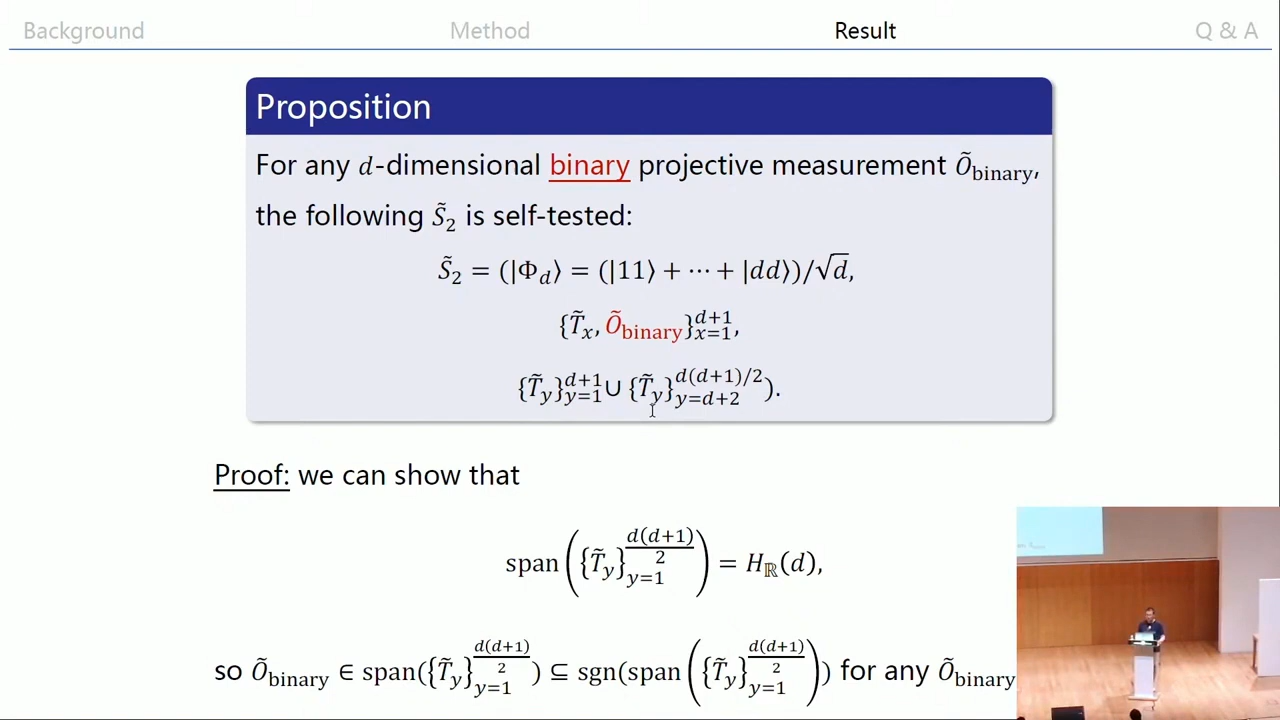 Background Method Result Q & A
Proposition
For any d-dimensional binary projective measurement Õ_binary,
the following S̃₂ is self-tested:
S̃₂ = (|Φ_d⟩ = (|11⟩ + ⋯ + |dd⟩)/√d,
{T̃_x, Õ_binary}_{x=1}^{d+1},
{T̃_y}_{y=1}^{d+1} ∪ {T̃_y}_{y=d+2}^{d(d+1)/2}).
Proof: we can show that
span({T̃_y}_{y=1}^{d(d+1)/2}) = H_ℝ(d),
so Õ_binary ∈ span({T̃_y}_{y=1}^{d(d+1)/2}) ⊆ sgn(span({T̃_y}_{y=1}^{d(d+1)/2})) for any Õ_binary